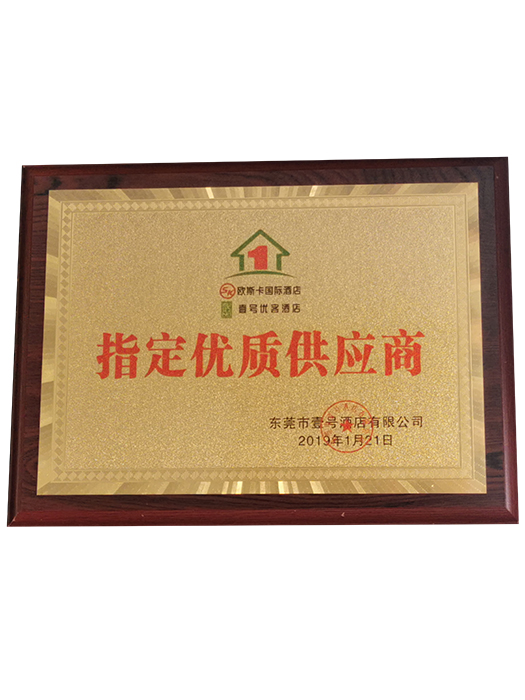 1
SK 欧斯卡国际酒店
壹号优客酒店
指定优质供应商
东莞市壹号酒店有限公司
2019年1月21日